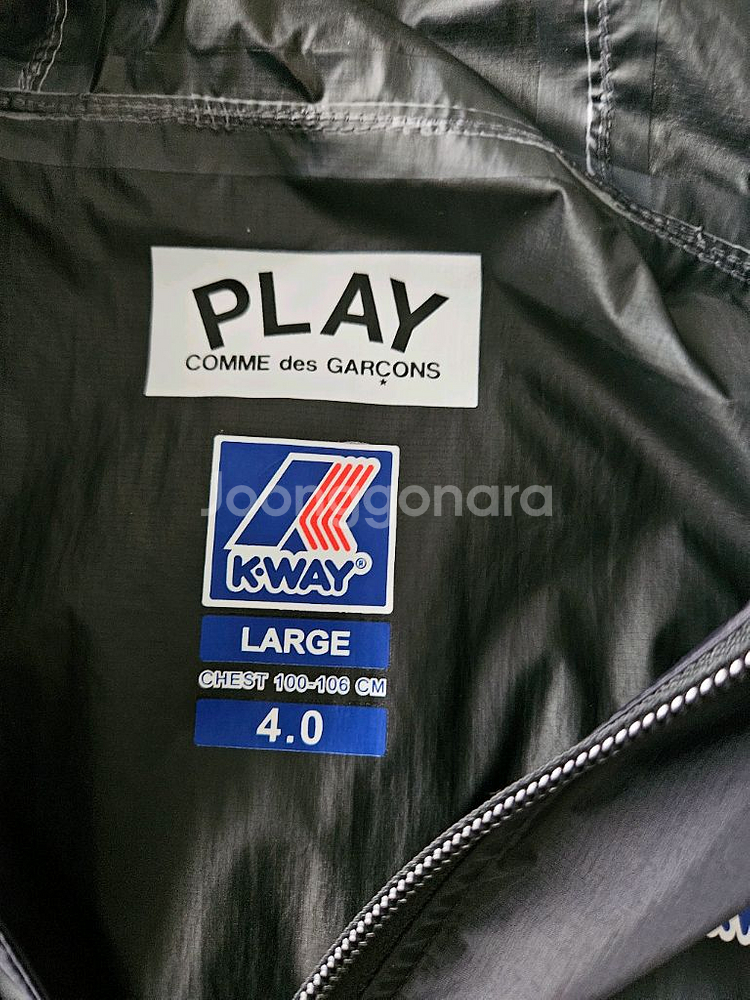 PLAY
COMME des GARÇONS
Joonggonara
K·WAY®
LARGE
CHEST 100-106 CM
4.0